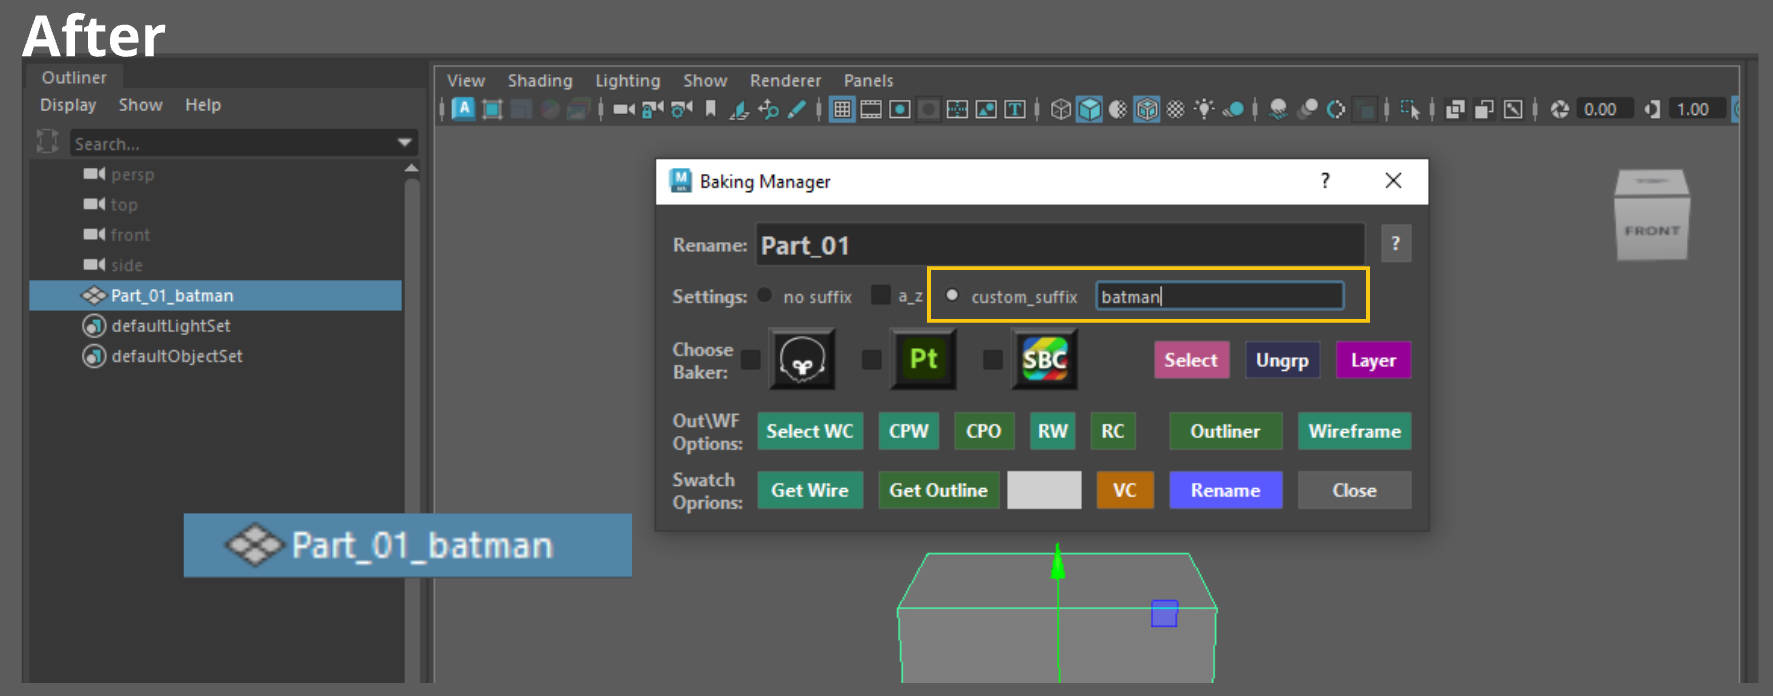 After
Outliner
Display Show Help
Search...
persp
top
front
side
Part_01_batman
defaultLightSet
defaultObjectSet
Part_01_batman
View Shading Lighting Show Renderer Panels
A T 0.00 1.00
M Baking Manager ? ×
FRONT
Rename: Part_01 ?
Settings: no suffix a_z custom_suffix batman
Choose
Baker: Pt SBC Select Ungrp Layer
Out\WF
Options: Select WC CPW CPO RW RC Outliner Wireframe
Swatch
Oprions: Get Wire Get Outline VC Rename Close